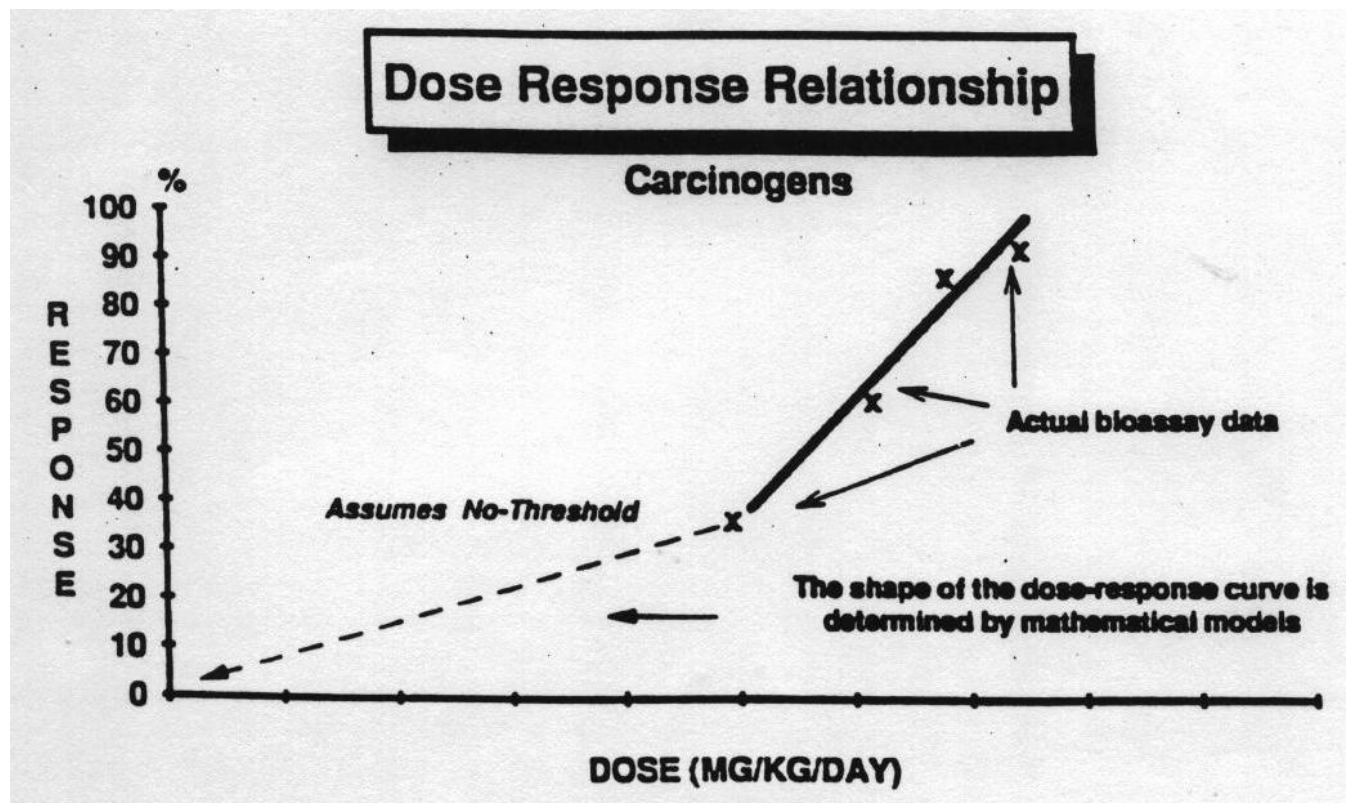 Dose Response Relationship
Carcinogens
%
100
90
80
70
60
50
40
30
20
10
0
RESPONSE
Actual bioassay data
Assumes No-Threshold
The shape of the dose-response curve is
determined by mathematical models
x
x
x
x
DOSE (MG/KG/DAY)